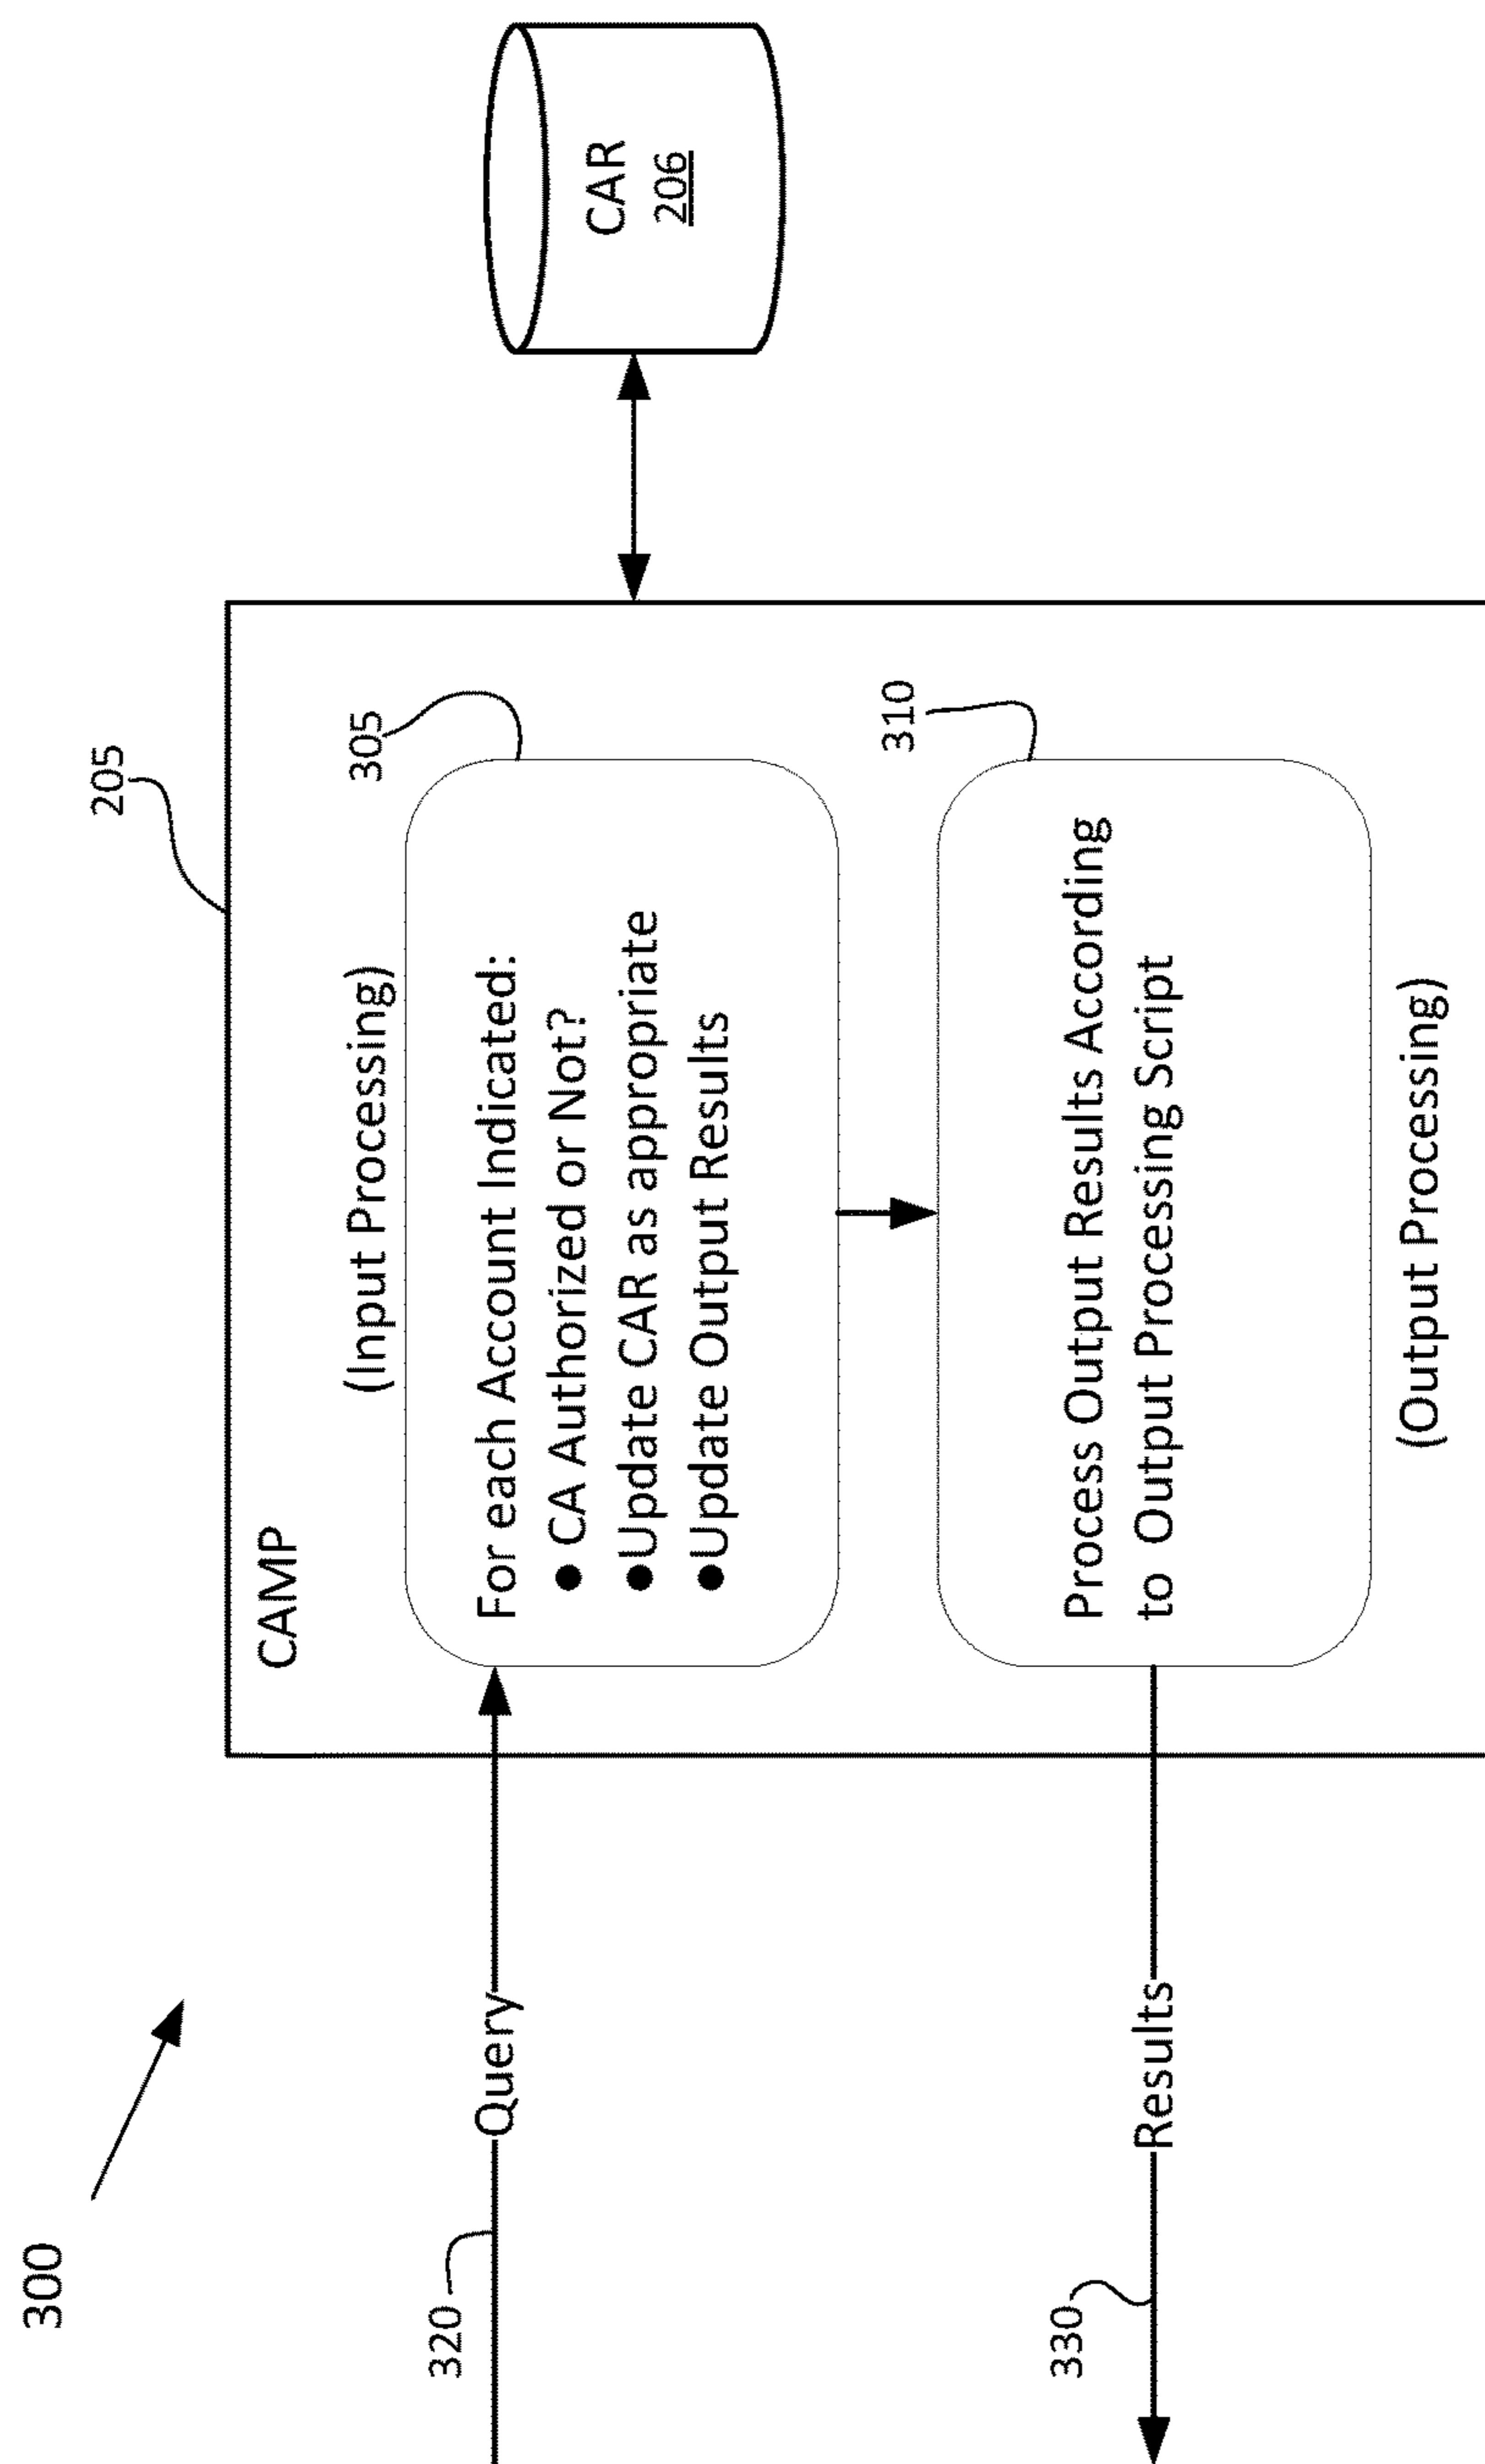 300
205
CAMP
(Input Processing)
305
For each Account Indicated:
● CA Authorized or Not?
●Update CAR as appropriate
●Update Output Results
320
Query
CAR
206
310
Process Output Results According
to Output Processing Script
330
Results
(Output Processing)